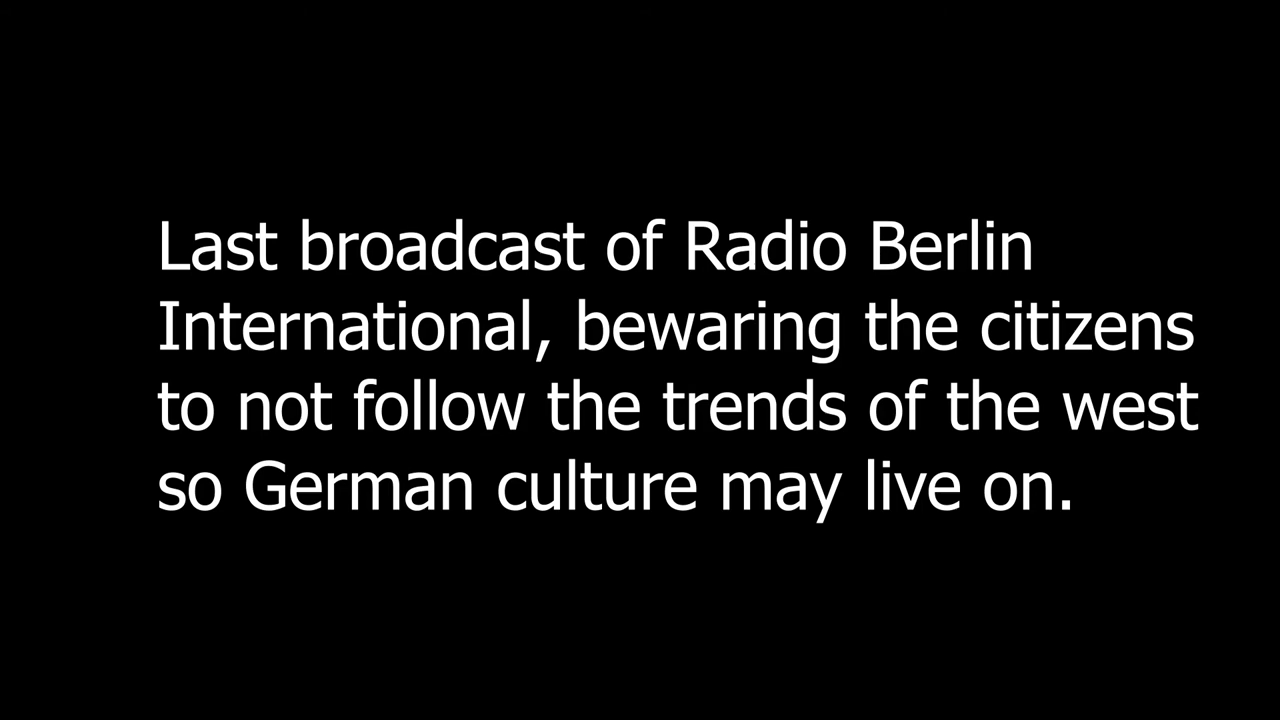 Last broadcast of Radio Berlin
International, bewaring the citizens
to not follow the trends of the west
so German culture may live on.